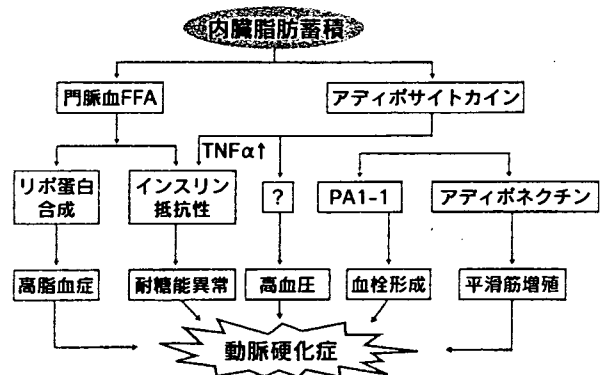 内臓脂肪蓄積
門脈血FFA
アディポサイトカイン
TNFα↑
リポ蛋白
合成
インスリン
抵抗性
?
PA1-1
アディポネクチン
高脂血症
耐糖能異常
高血圧
血栓形成
平滑筋増殖
動脈硬化症